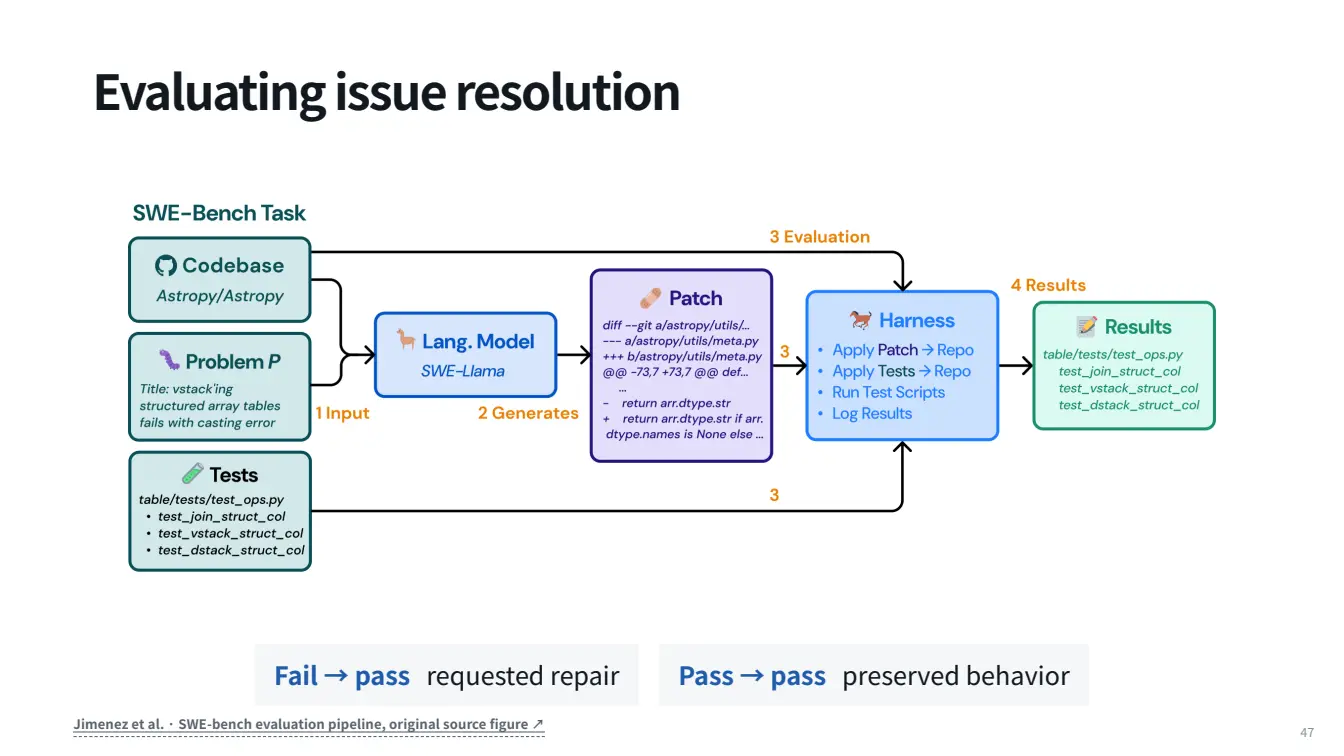 Evaluating issue resolution
SWE-Bench Task
Codebase
Astropy/Astropy
Problem P
Title: vstack'ing
structured array tables
fails with casting error
Tests
table/tests/test_ops.py
• test_join_struct_col
• test_vstack_struct_col
• test_dstack_struct_col
1 Input
Lang. Model
SWE-Llama
2 Generates
Patch
diff --git a/astropy/utils/...
--- a/astropy/utils/meta.py
+++ b/astropy/utils/meta.py
@@ -73,7 +73,7 @@ def...
...
- return arr.dtype.str
+ return arr.dtype.str if arr.
dtype.names is None else ...
3 Evaluation
3
3
Harness
• Apply Patch → Repo
• Apply Tests → Repo
• Run Test Scripts
• Log Results
4 Results
Results
table/tests/test_ops.py
test_join_struct_col
test_vstack_struct_col
test_dstack_struct_col
Fail → pass requested repair
Pass → pass preserved behavior
Jimenez et al. · SWE-bench evaluation pipeline, original source figure ↗
47